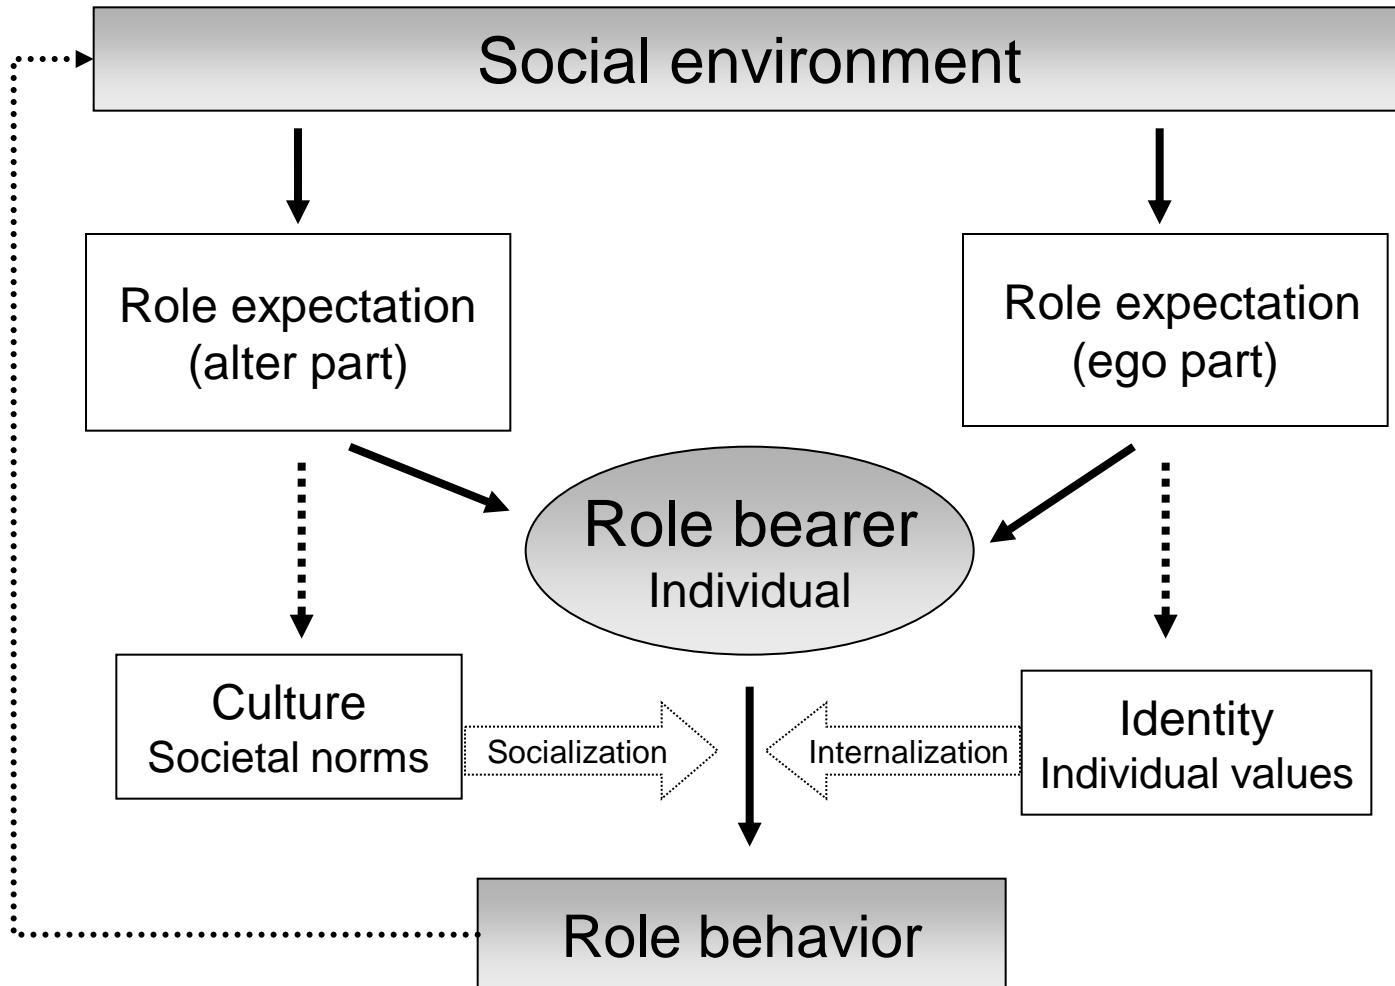 Social environment
Role expectation
(alter part)
Role expectation
(ego part)
Role bearer
Individual
Culture
Societal norms
Socialization
Internalization
Identity
Individual values
Role behavior